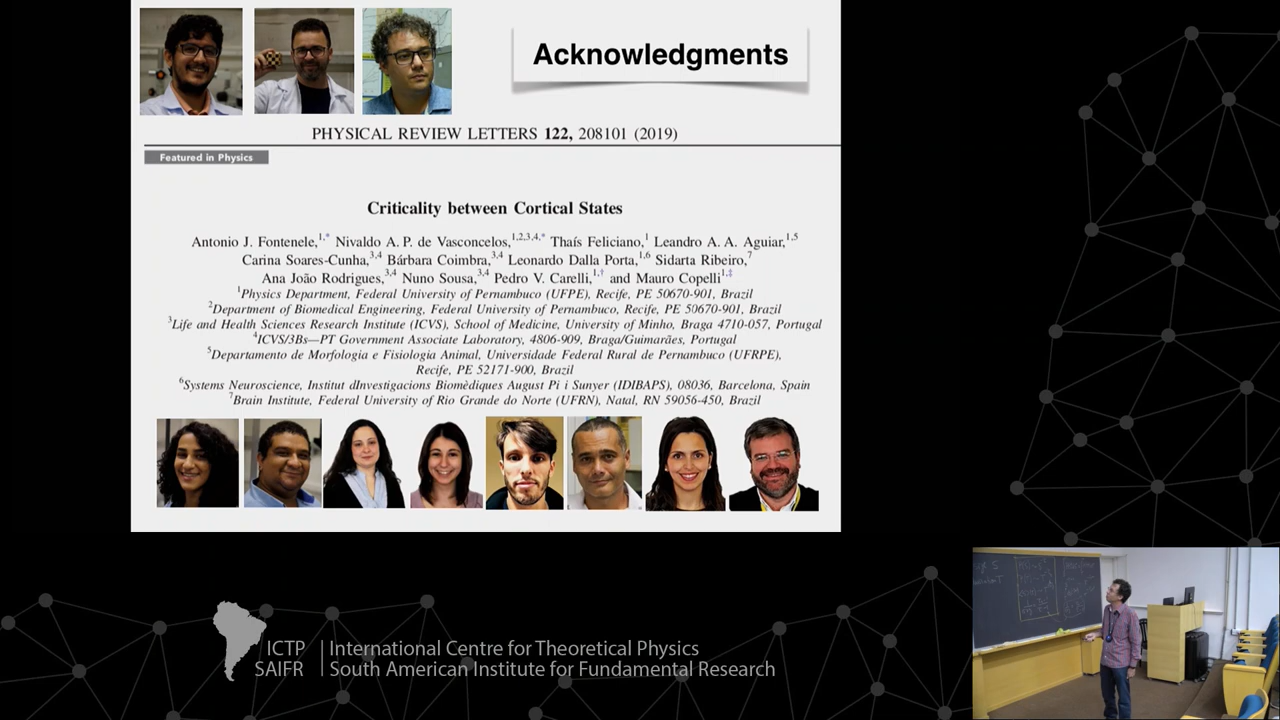 Acknowledgments
PHYSICAL REVIEW LETTERS 122, 208101 (2019)
Featured in Physics
Criticality between Cortical States
Antonio J. Fontenele,1,* Nivaldo A. P. de Vasconcelos,1,2,3,4,* Thaís Feliciano,1 Leandro A. A. Aguiar,1,5
Carina Soares-Cunha,3,4 Bárbara Coimbra,3,4 Leonardo Dalla Porta,1,6 Sidarta Ribeiro,7
Ana João Rodrigues,3,4 Nuno Sousa,3,4 Pedro V. Carelli,1,† and Mauro Copelli1,‡
1Physics Department, Federal University of Pernambuco (UFPE), Recife, PE 50670-901, Brazil
2Department of Biomedical Engineering, Federal University of Pernambuco, Recife, PE 50670-901, Brazil
3Life and Health Sciences Research Institute (ICVS), School of Medicine, University of Minho, Braga 4710-057, Portugal
4ICVS/3Bs—PT Government Associate Laboratory, 4806-909, Braga/Guimarães, Portugal
5Departamento de Morfologia e Fisiologia Animal, Universidade Federal Rural de Pernambuco (UFRPE),
Recife, PE 52171-900, Brazil
6Systems Neuroscience, Institut dInvestigacions Biomèdiques August Pi i Sunyer (IDIBAPS), 08036, Barcelona, Spain
7Brain Institute, Federal University of Rio Grande do Norte (UFRN), Natal, RN 59056-450, Brazil
ICTP | International Centre for Theoretical Physics
SAIFR | South American Institute for Fundamental Research